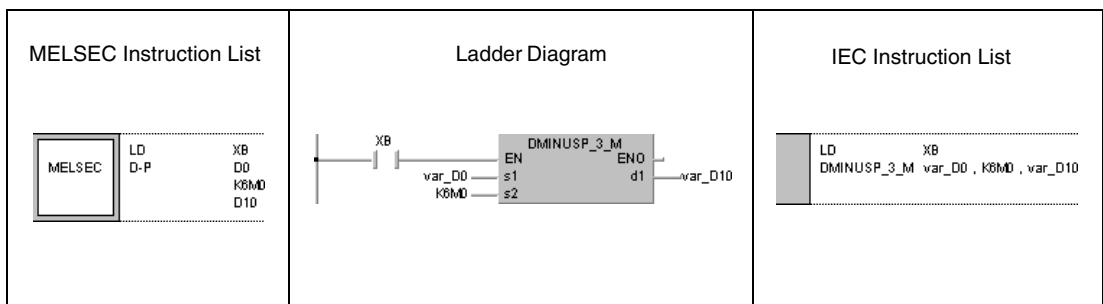 MELSEC Instruction List
Ladder Diagram
IEC Instruction List
MELSEC
LD XB
D-P D0
K6M0
D10
XB
DMINUSP_3_M
EN ENO
var_D0 s1 d1 var_D10
K6M0 s2
LD XB
DMINUSP_3_M var_D0 , K6M0 , var_D10